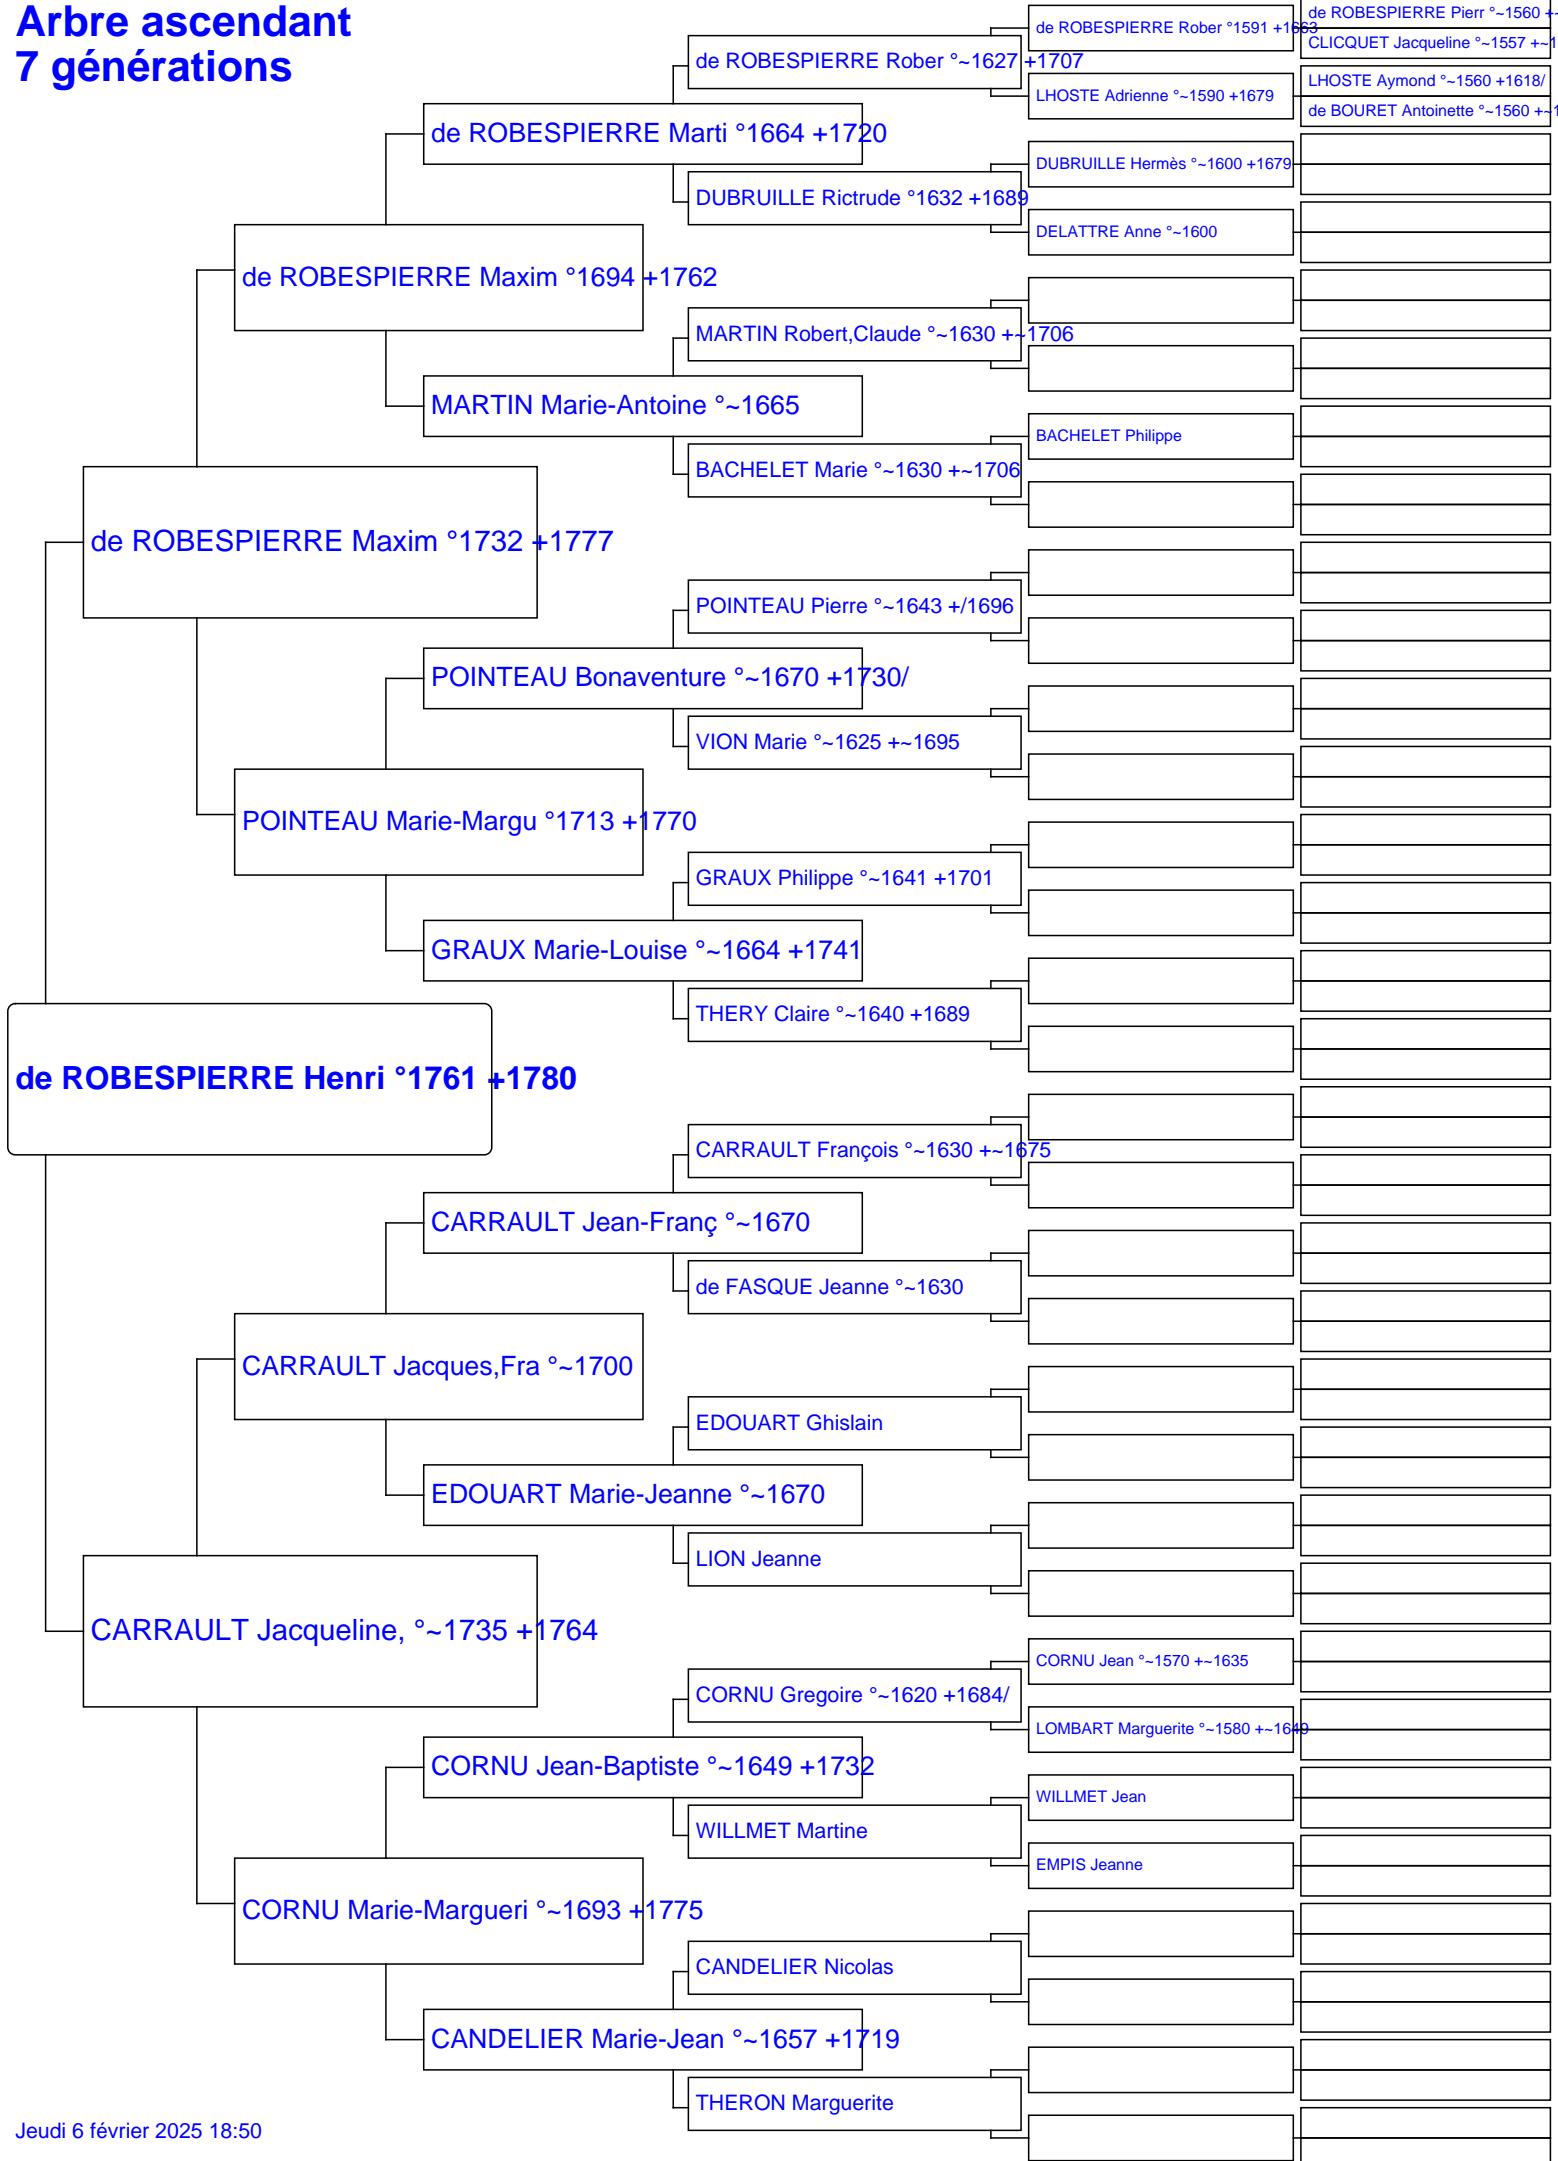 Arbre ascendant
7 générations
de ROBESPIERRE Henri °1761 +1780
de ROBESPIERRE Maxim °1732 +1777
CARRAULT Jacqueline, °~1735 +1764
de ROBESPIERRE Maxim °1694 +1762
POINTEAU Marie-Margu °1713 +1770
CARRAULT Jacques,Fra °~1700
CORNU Marie-Margueri °~1693 +1775
de ROBESPIERRE Marti °1664 +1720
MARTIN Marie-Antoine °~1665
POINTEAU Bonaventure °~1670 +1730/
GRAUX Marie-Louise °~1664 +1741
CARRAULT Jean-Franç °~1670
EDOUART Marie-Jeanne °~1670
CORNU Jean-Baptiste °~1649 +1732
CANDELIER Marie-Jean °~1657 +1719
de ROBESPIERRE Rober °~1627 +1707
DUBRUILLE Rictrude °1632 +1689
MARTIN Robert,Claude °~1630 +~1706
BACHELET Marie °~1630 +~1706
POINTEAU Pierre °~1643 +/1696
VION Marie °~1625 +~1695
GRAUX Philippe °~1641 +1701
THERY Claire °~1640 +1689
CARRAULT François °~1630 +~1675
de FASQUE Jeanne °~1630
EDOUART Ghislain
LION Jeanne
CORNU Gregoire °~1620 +1684/
WILLMET Martine
CANDELIER Nicolas
THERON Marguerite
de ROBESPIERRE Rober °1591 +1663
LHOSTE Adrienne °~1590 +1679
DUBRUILLE Hermès °~1600 +1679
DELATTRE Anne °~1600
BACHELET Philippe
CORNU Jean °~1570 +~1635
LOMBART Marguerite °~1580 +~1649
WILLMET Jean
EMPIS Jeanne
de ROBESPIERRE Pierr °~1560 +~
CLICQUET Jacqueline °~1557 +~1
LHOSTE Aymond °~1560 +1618/
de BOURET Antoinette °~1560 +~1
Jeudi 6 février 2025 18:50